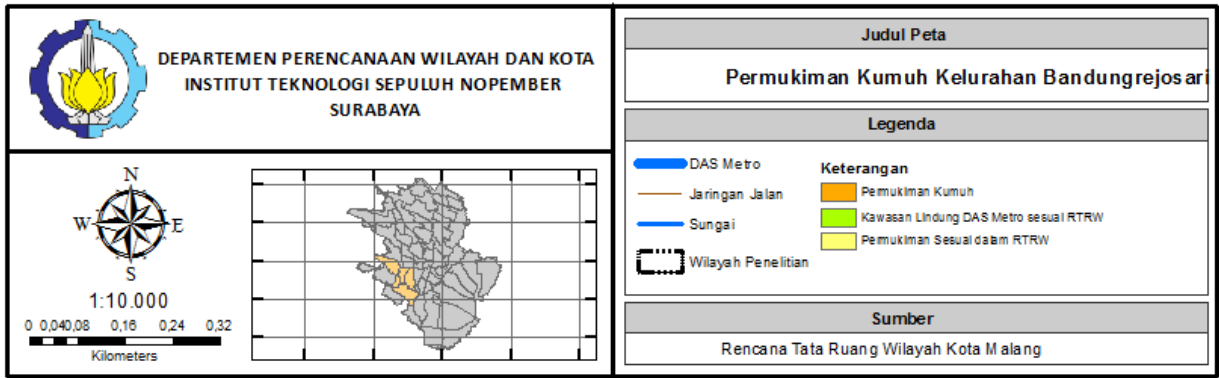 DEPARTEMEN PERENCANAAN WILAYAH DAN KOTA
INSTITUT TEKNOLOGI SEPULUH NOPEMBER
SURABAYA
N
W
E
S
1:10.000
0 0,040,08 0,16 0,24 0,32
Kilometers
Judul Peta
Permukiman Kumuh Kelurahan Bandungrejosari
Legenda
DAS Metro
Jaringan Jalan
Sungai
Wilayah Penelitian
Keterangan
Permukiman Kumuh
Kawasan Lindung DAS Metro sesuai RTRW
Permukiman Sesuai dalam RTRW
Sumber
Rencana Tata Ruang Wilayah Kota Malang